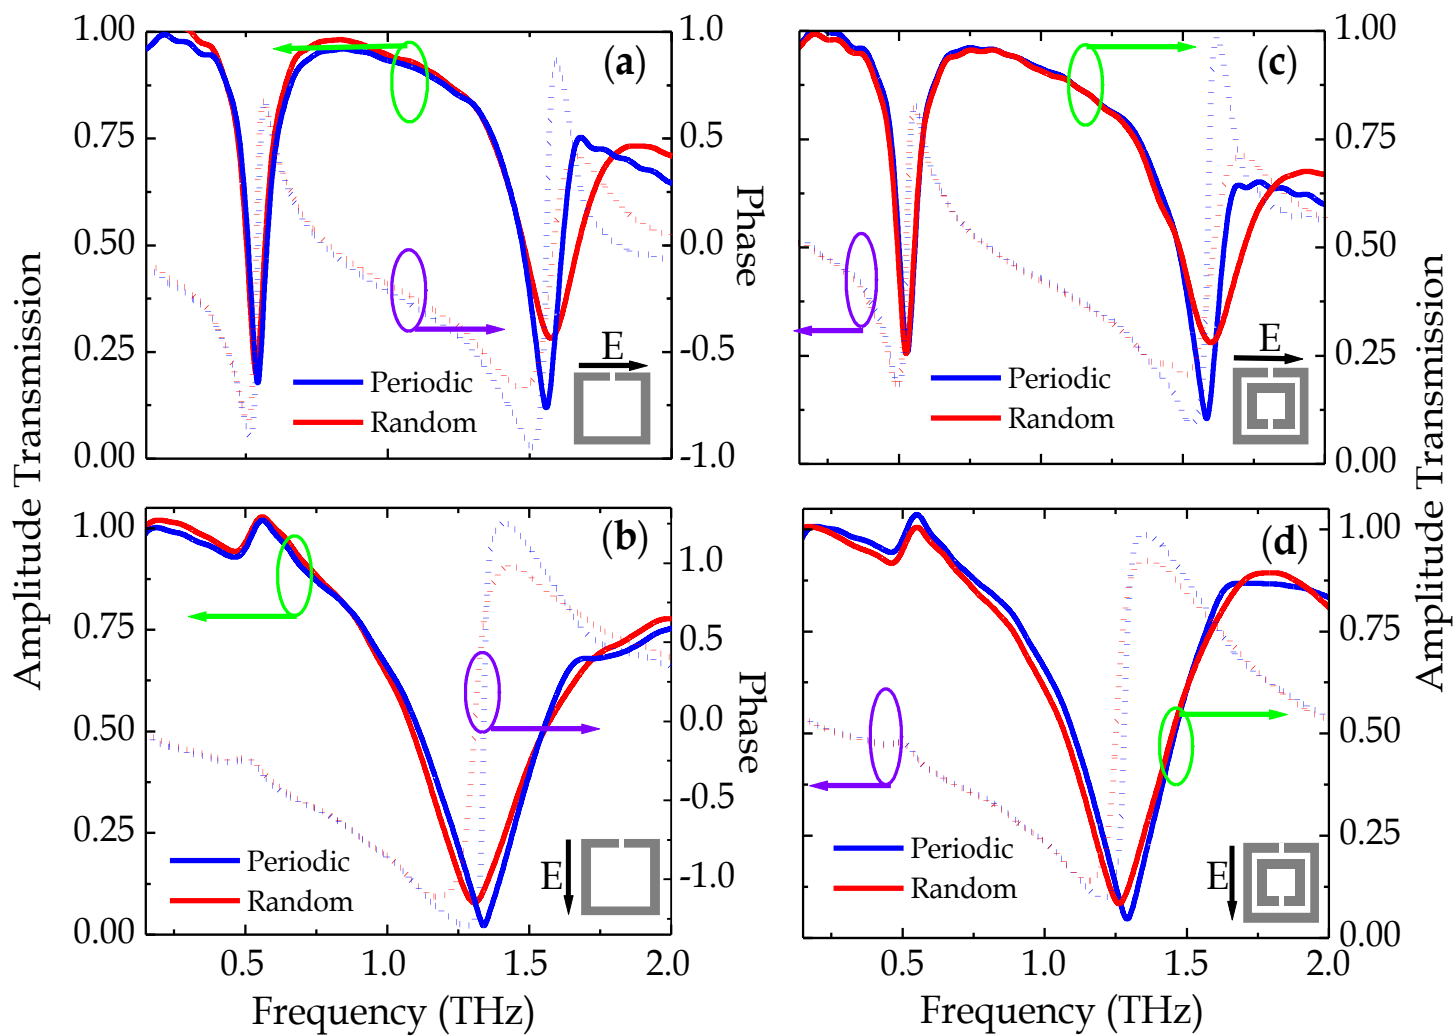 Amplitude Transmission
1.00
0.75
0.50
0.25
0.00
(a)
E
Periodic
Random
1.0
0.5
0.0
-0.5
-1.0
Phase
(c)
E
Periodic
Random
1.00
0.75
0.50
0.25
0.00
Amplitude Transmission
1.00
0.75
0.50
0.25
0.00
(b)
E
Periodic
Random
1.0
0.5
0.0
-0.5
-1.0
Phase
0.5 1.0 1.5 2.0
Frequency (THz)
(d)
E
Periodic
Random
1.00
0.75
0.50
0.25
0.00
0.5 1.0 1.5 2.0
Frequency (THz)